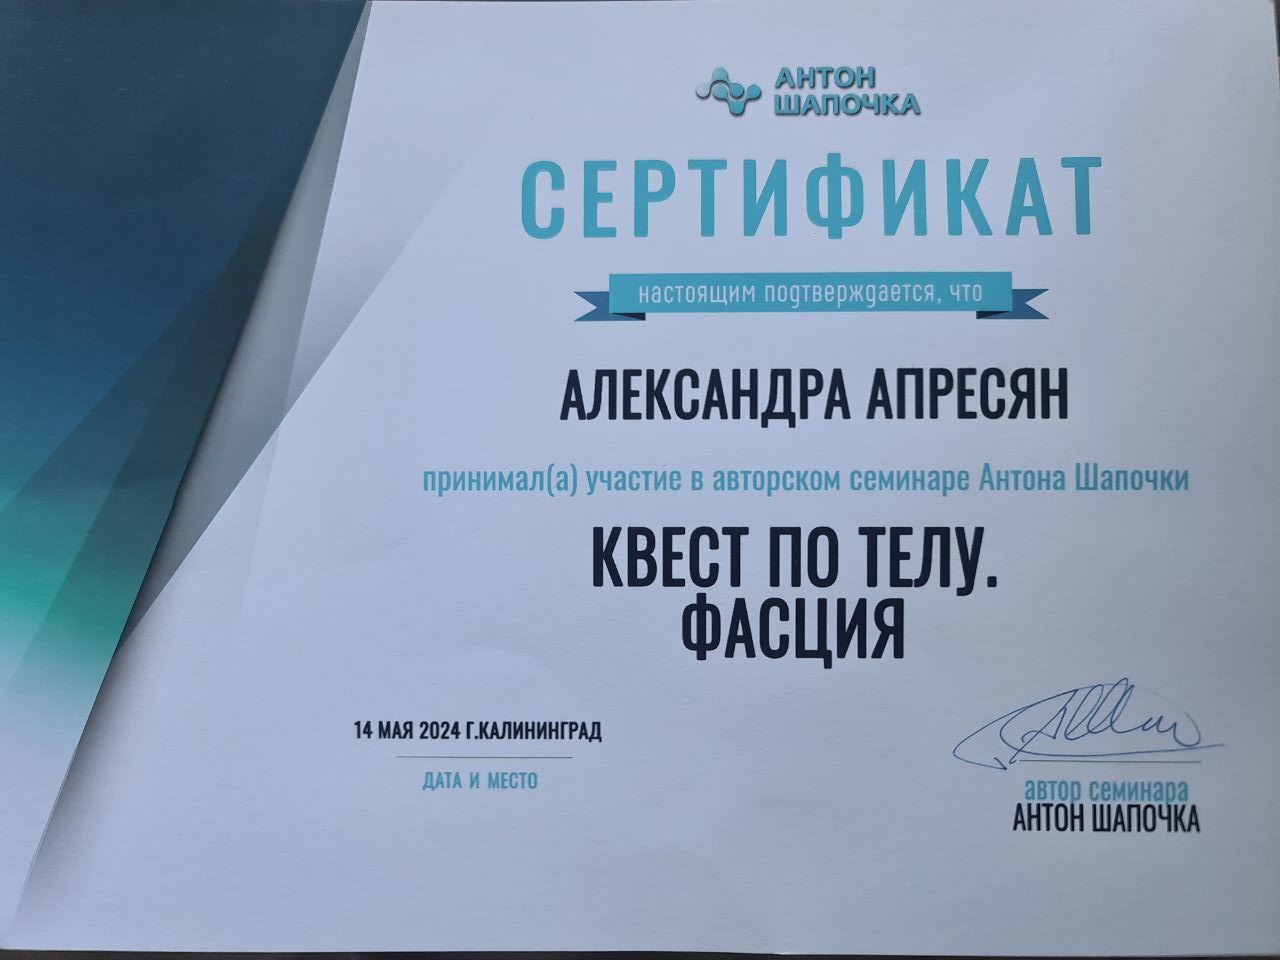 АНТОН
ШАПОЧКА
СЕРТИФИКАТ
настоящим подтверждается, что
АЛЕКСАНДРА АПРЕСЯН
принимал(а) участие в авторском семинаре Антона Шапочки
КВЕСТ ПО ТЕЛУ.
ФАСЦИЯ
14 МАЯ 2024 Г.КАЛИНИНГРАД
ДАТА И МЕСТО
автор семинара
АНТОН ШАПОЧКА